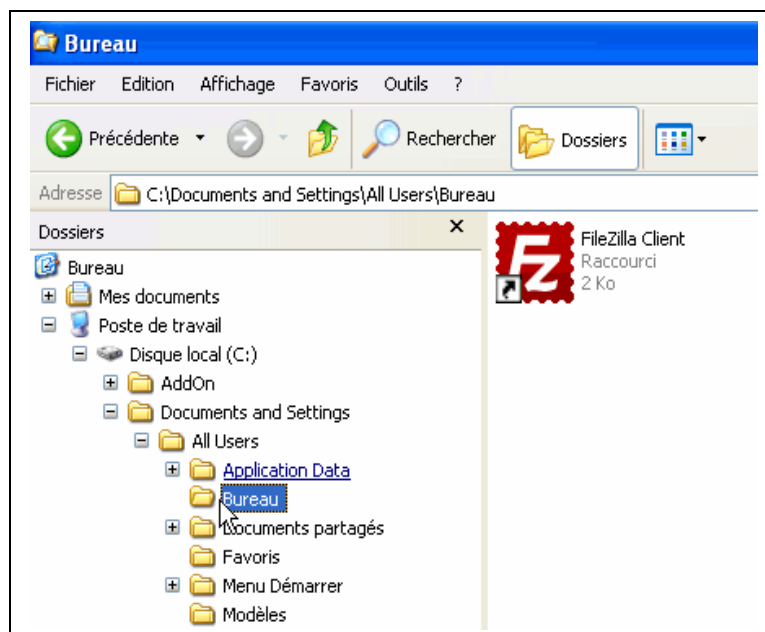 Bureau
Fichier Edition Affichage Favoris Outils ?
Précédente Rechercher Dossiers
Adresse C:\Documents and Settings\All Users\Bureau
Dossiers x
Bureau
Mes documents
Poste de travail
Disque local (C:)
AddOn
Documents and Settings
All Users
Application Data
Bureau
Documents partagés
Favoris
Menu Démarrer
Modèles
Fz
FileZilla Client
Raccourci
2 Ko